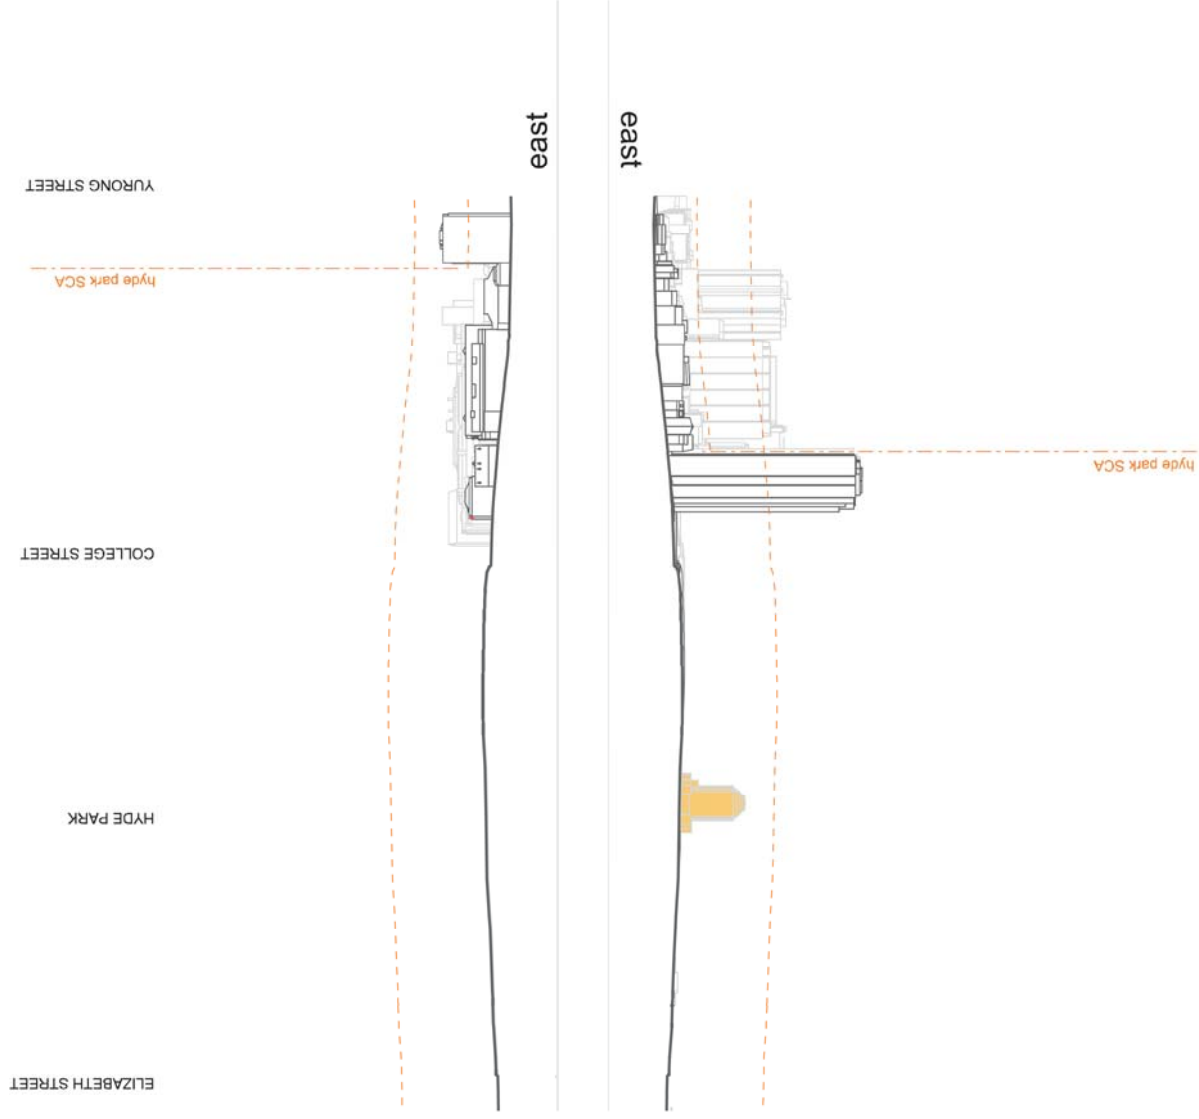 east
east
YURONG STREET
hyde park SCA
hyde park SCA
COLLEGE STREET
HYDE PARK
ELIZABETH STREET